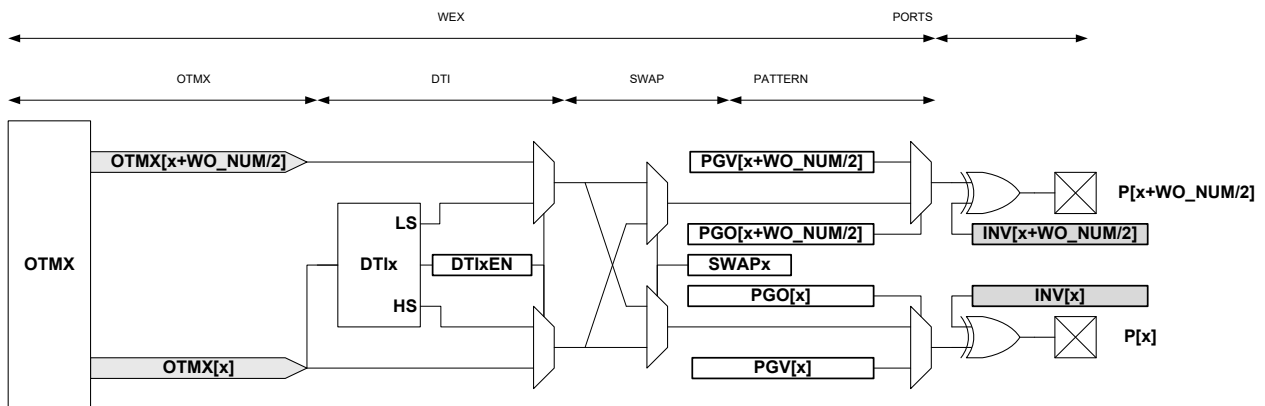 WEX PORTS
OTMX DTI SWAP PATTERN
OTMX[x+WO_NUM/2] PGV[x+WO_NUM/2]
P[x+WO_NUM/2]
LS
PGO[x+WO_NUM/2] INV[x+WO_NUM/2]
OTMX DTIx DTIxEN SWAPx
PGO[x] INV[x]
HS
P[x]
OTMX[x] PGV[x]